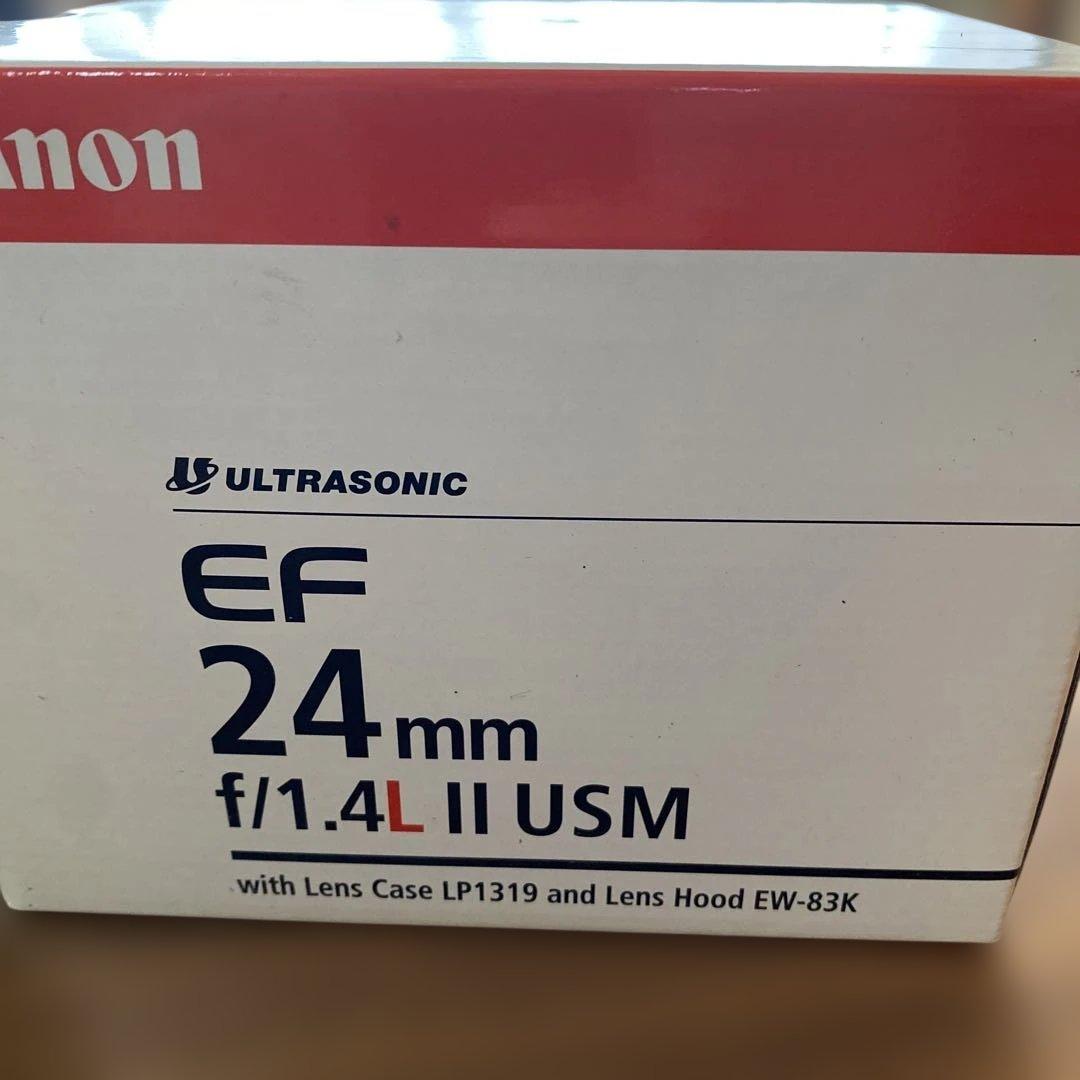 anon
ULTRASONIC
EF
24mm
f/1.4L II USM
with Lens Case LP1319 and Lens Hood EW-83K